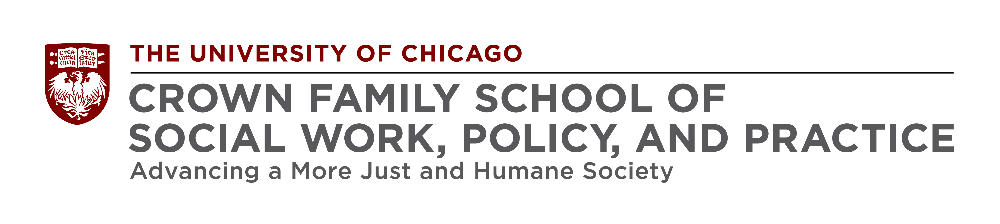 Cres- Vita
catSci Exco-
entia latur
THE UNIVERSITY OF CHICAGO
CROWN FAMILY SCHOOL OF
SOCIAL WORK, POLICY, AND PRACTICE
Advancing a More Just and Humane Society